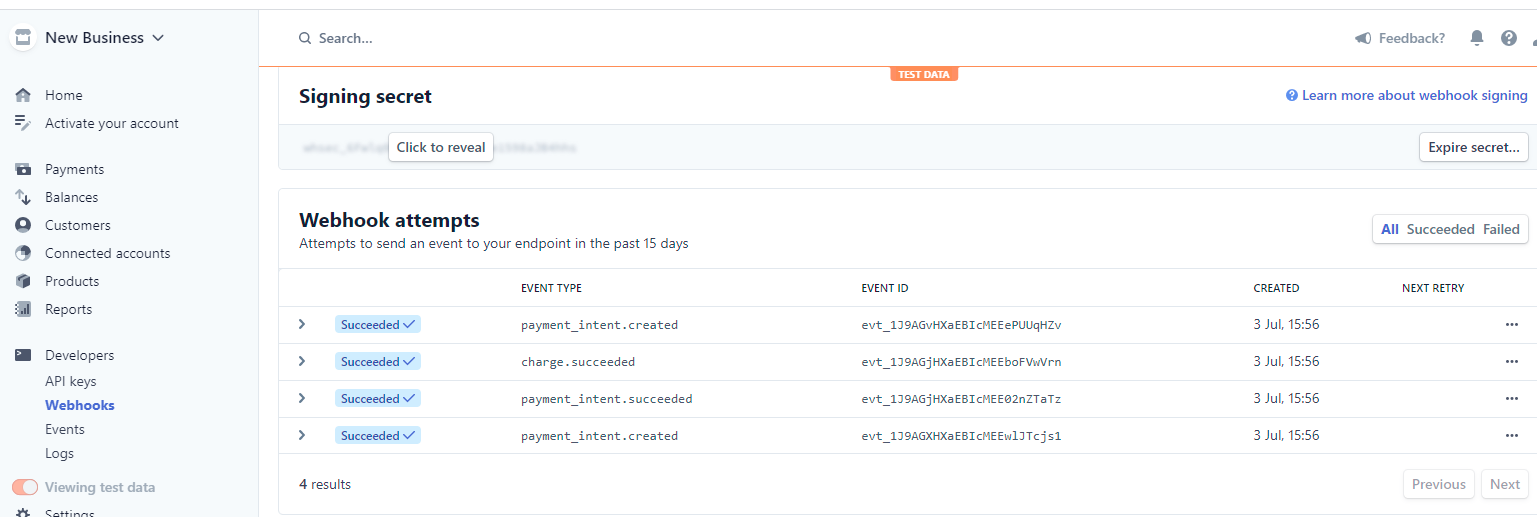 New Business
Search...
Feedback?
TEST DATA
Home
Activate your account
Payments
Balances
Customers
Connected accounts
Products
Reports
Developers
API keys
Webhooks
Events
Logs
Viewing test data
Settings
Signing secret
Learn more about webhook signing
Click to reveal
Expire secret...
Webhook attempts
Attempts to send an event to your endpoint in the past 15 days
All Succeeded Failed
EVENT TYPE EVENT ID CREATED NEXT RETRY
Succeeded payment_intent.created evt_1J9AGvHXaEBIcMEEePUUqHZv 3 Jul, 15:56
Succeeded charge.succeeded evt_1J9AGjHXaEBIcMEEboFVwVrn 3 Jul, 15:56
Succeeded payment_intent.succeeded evt_1J9AGjHXaEBIcMEE02nZTaTz 3 Jul, 15:56
Succeeded payment_intent.created evt_1J9AGXHXaEBIcMEEwlJTcjs1 3 Jul, 15:56
4 results
Previous Next